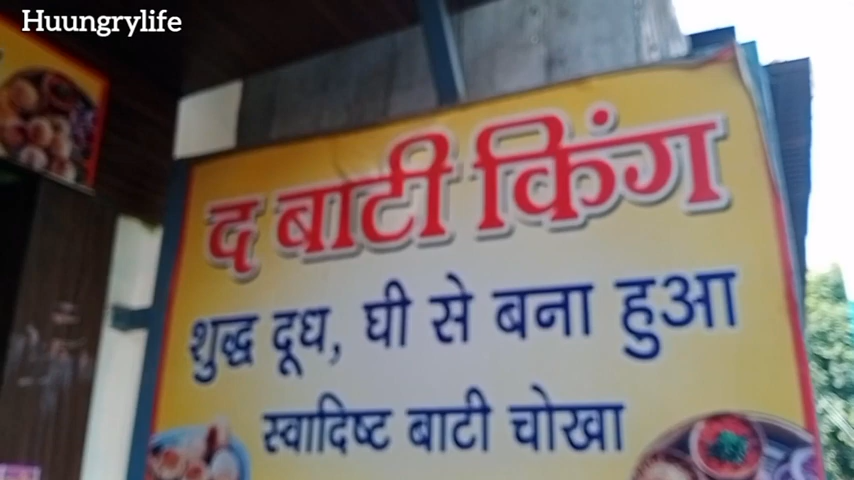 Huungrylife
द बाटी किंग
शुद्ध दूध, घी से बना हुआ
स्वादिष्ट बाटी चोखा